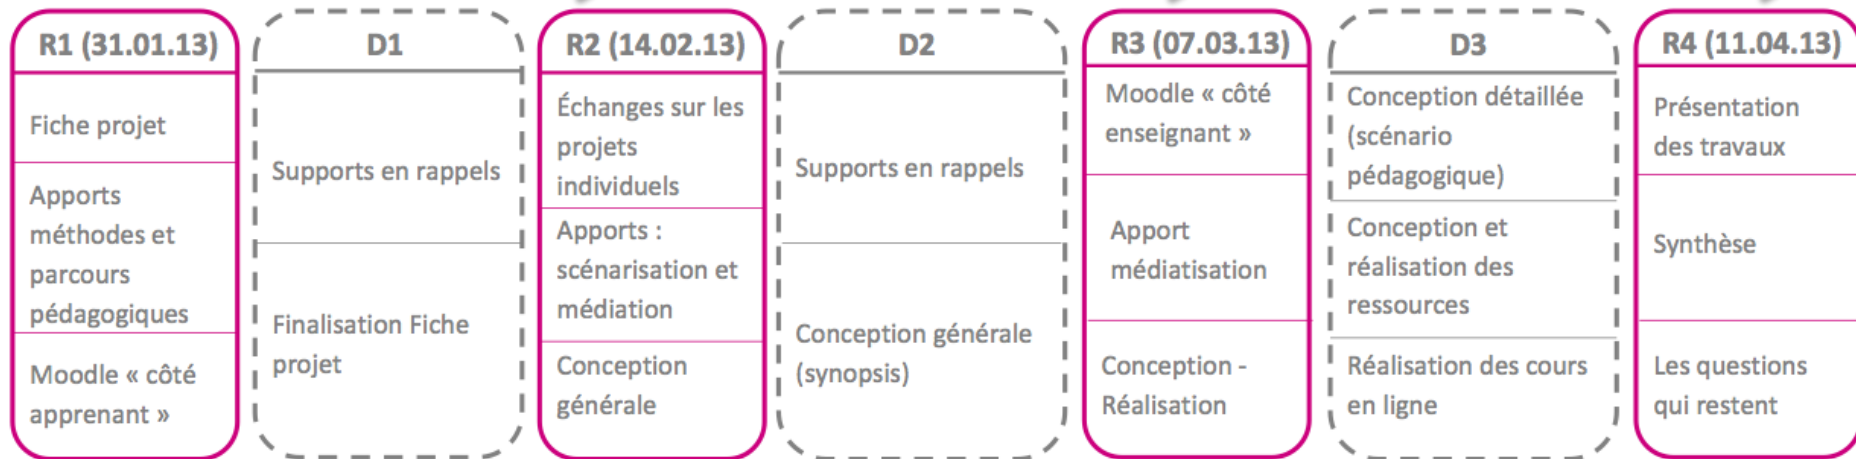 R1 (31.01.13)
Fiche projet
Apports
méthodes et
parcours
pédagogiques
Moodle « côté
apprenant »
D1
Supports en rappels
Finalisation Fiche
projet
R2 (14.02.13)
Échanges sur les
projets
individuels
Apports :
scénarisation et
médiation
Conception
générale
D2
Supports en rappels
Conception générale
(synopsis)
R3 (07.03.13)
Moodle « côté
enseignant »
Apport
médiatisation
Conception -
Réalisation
D3
Conception détaillée
(scénario
pédagogique)
Conception et
réalisation des
ressources
Réalisation des cours
en ligne
R4 (11.04.13)
Présentation
des travaux
Synthèse
Les questions
qui restent